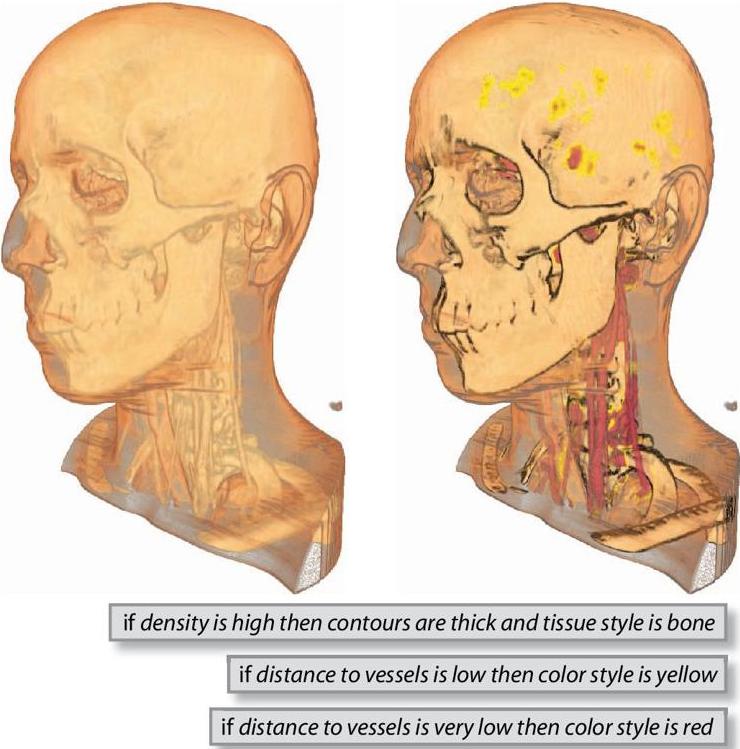 if density is high then contours are thick and tissue style is bone
if distance to vessels is low then color style is yellow
if distance to vessels is very low then color style is red